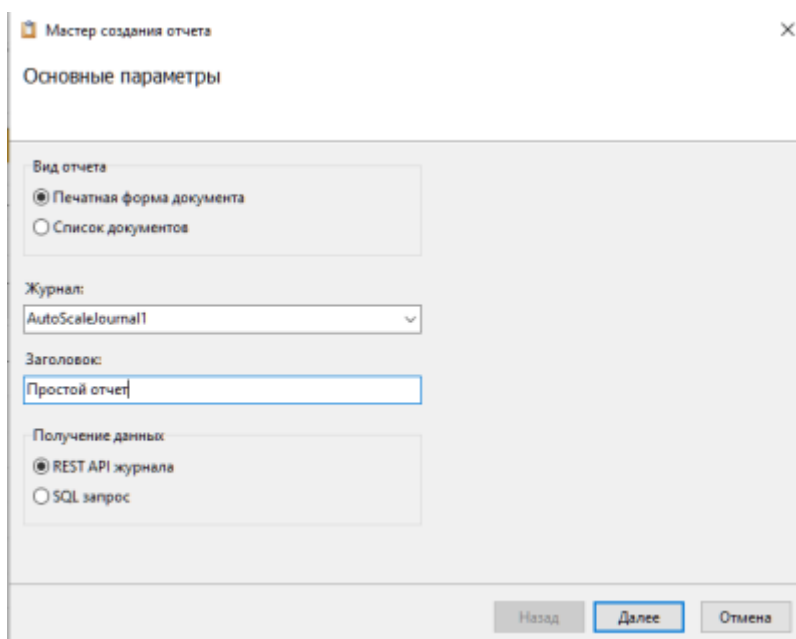 Мастер создания отчета
Основные параметры
Вид отчета
Печатная форма документа
Список документов
Журнал:
AutoScaleJournal1
Заголовок:
Простой отчет
Получение данных
REST API журнала
SQL запрос
Назад Далее Отмена